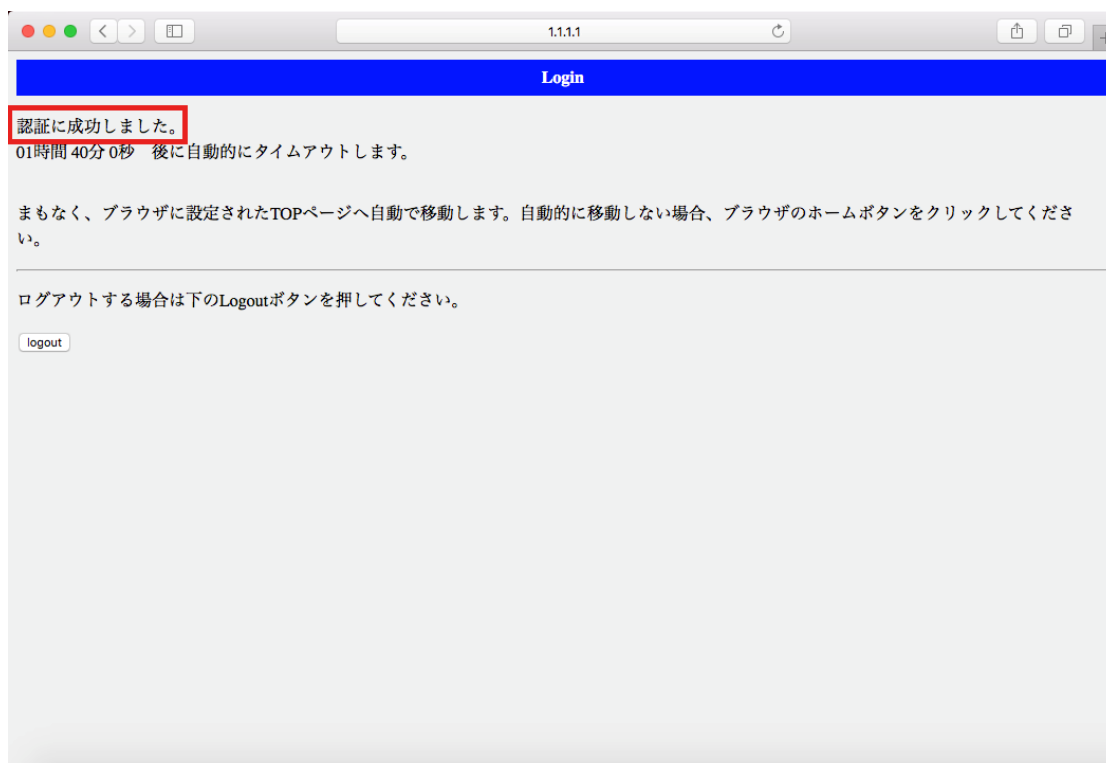 1.1.1.1
Login
認証に成功しました。
01時間 40分 0秒　後に自動的にタイムアウトします。
まもなく、ブラウザに設定されたTOPページへ自動で移動します。自動的に移動しない場合、ブラウザのホームボタンをクリックしてくださ
い。
ログアウトする場合は下のLogoutボタンを押してください。
logout